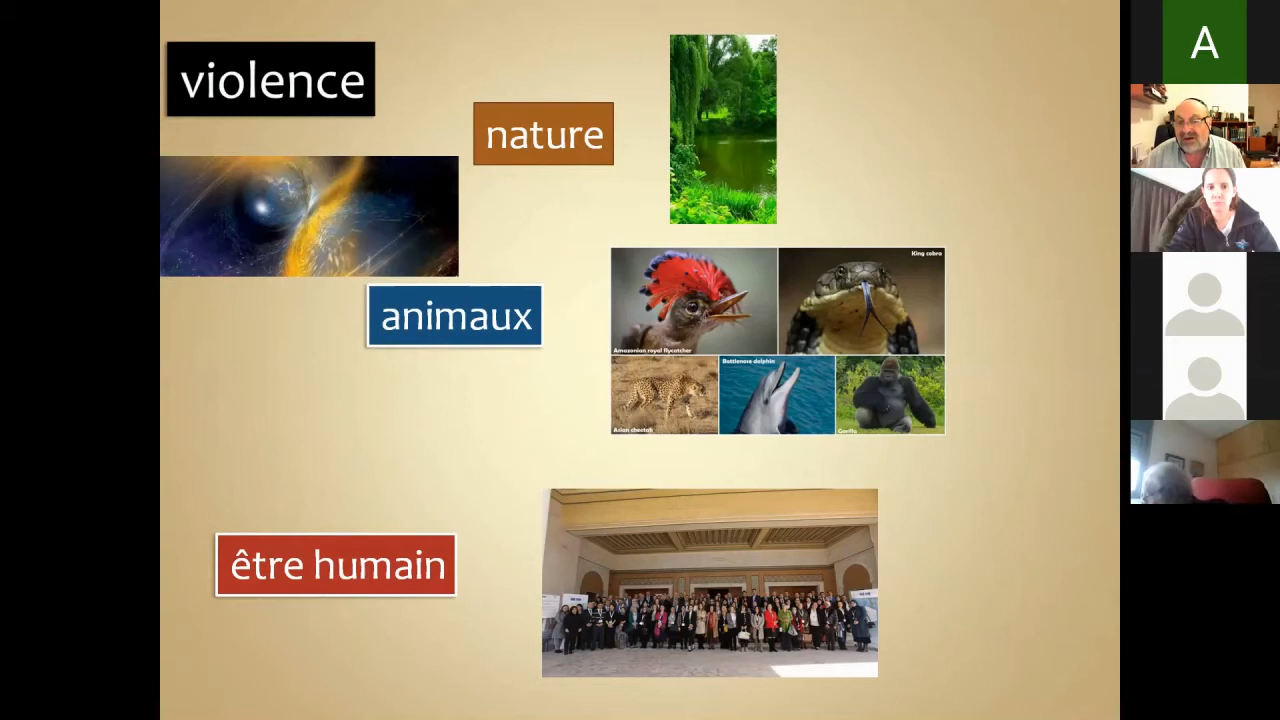 violence
nature
A
King cobra
Amazonian royal flycatcher
animaux
Bottlenose dolphin
Asian cheetah
Gorilla
être humain